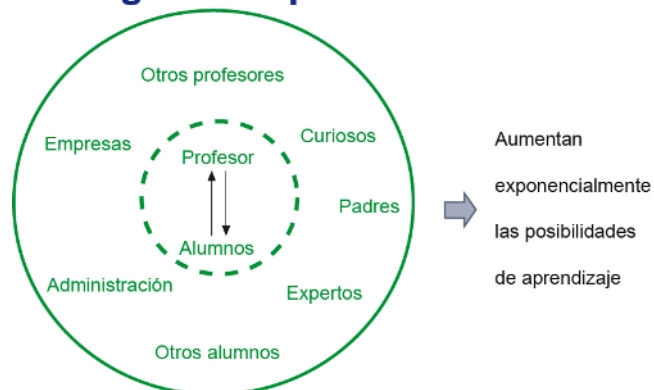 Otros profesores
Empresas
Curiosos
Profesor
Padres
Alumnos
Administración
Expertos
Otros alumnos
Aumentan
exponencialmente
las posibilidades
de aprendizaje